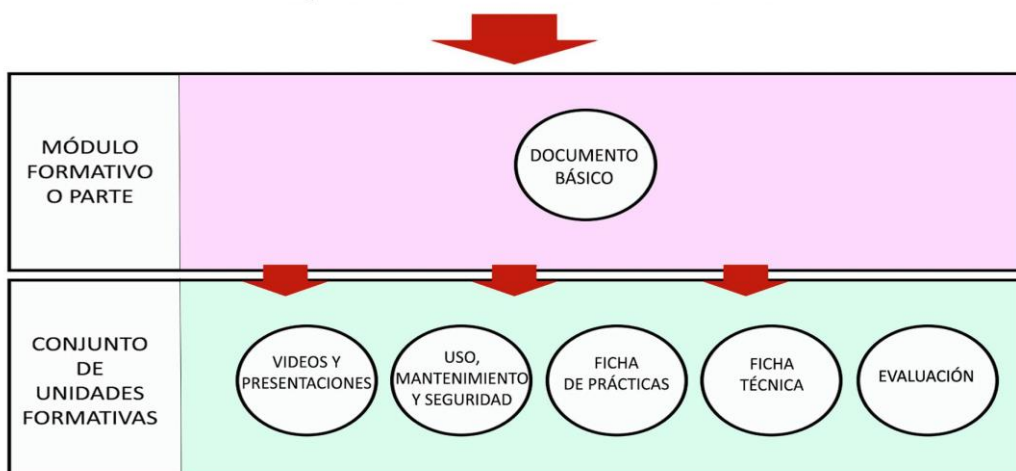 MÓDULO
FORMATIVO
O PARTE
DOCUMENTO
BÁSICO
CONJUNTO
DE
UNIDADES
FORMATIVAS
VIDEOS Y
PRESENTACIONES
USO,
MANTENIMIENTO
Y SEGURIDAD
FICHA
DE PRÁCTICAS
FICHA
TÉCNICA
EVALUACIÓN